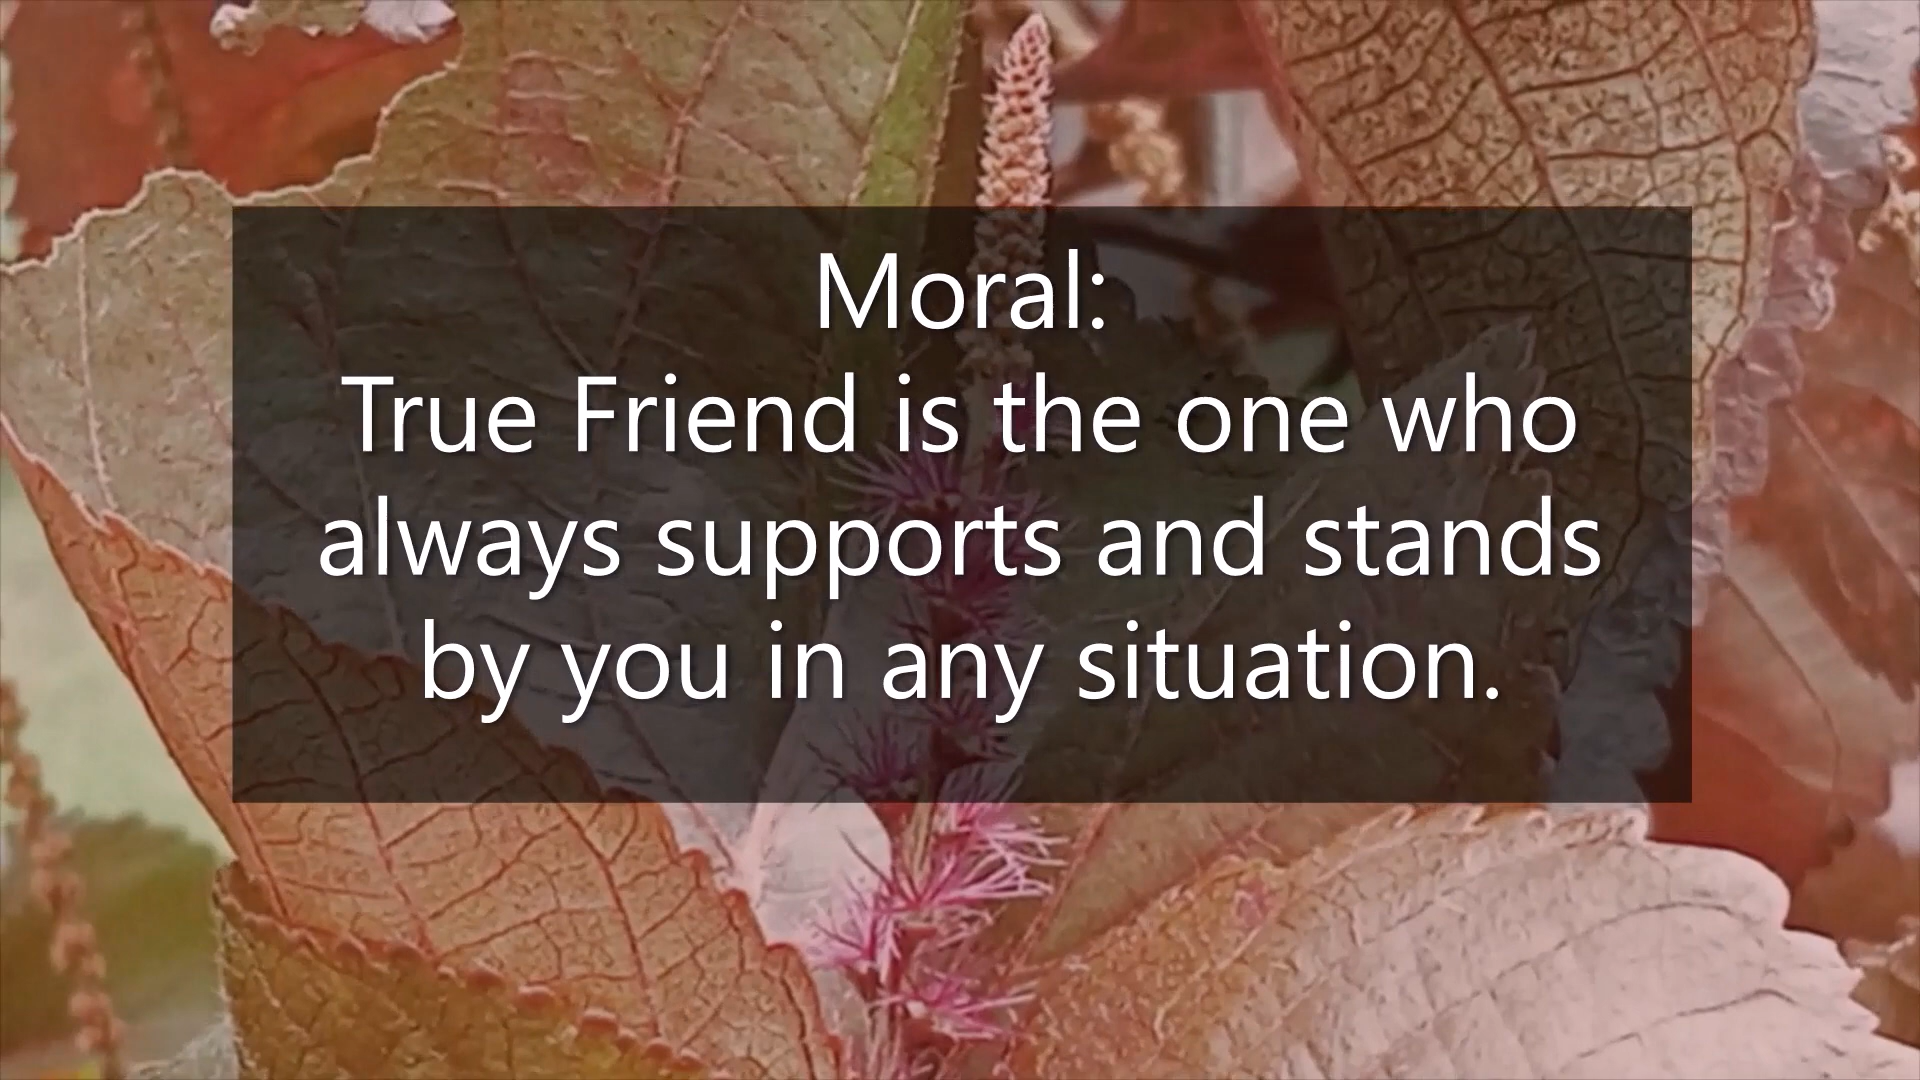 Moral:
True Friend is the one who
always supports and stands
by you in any situation.